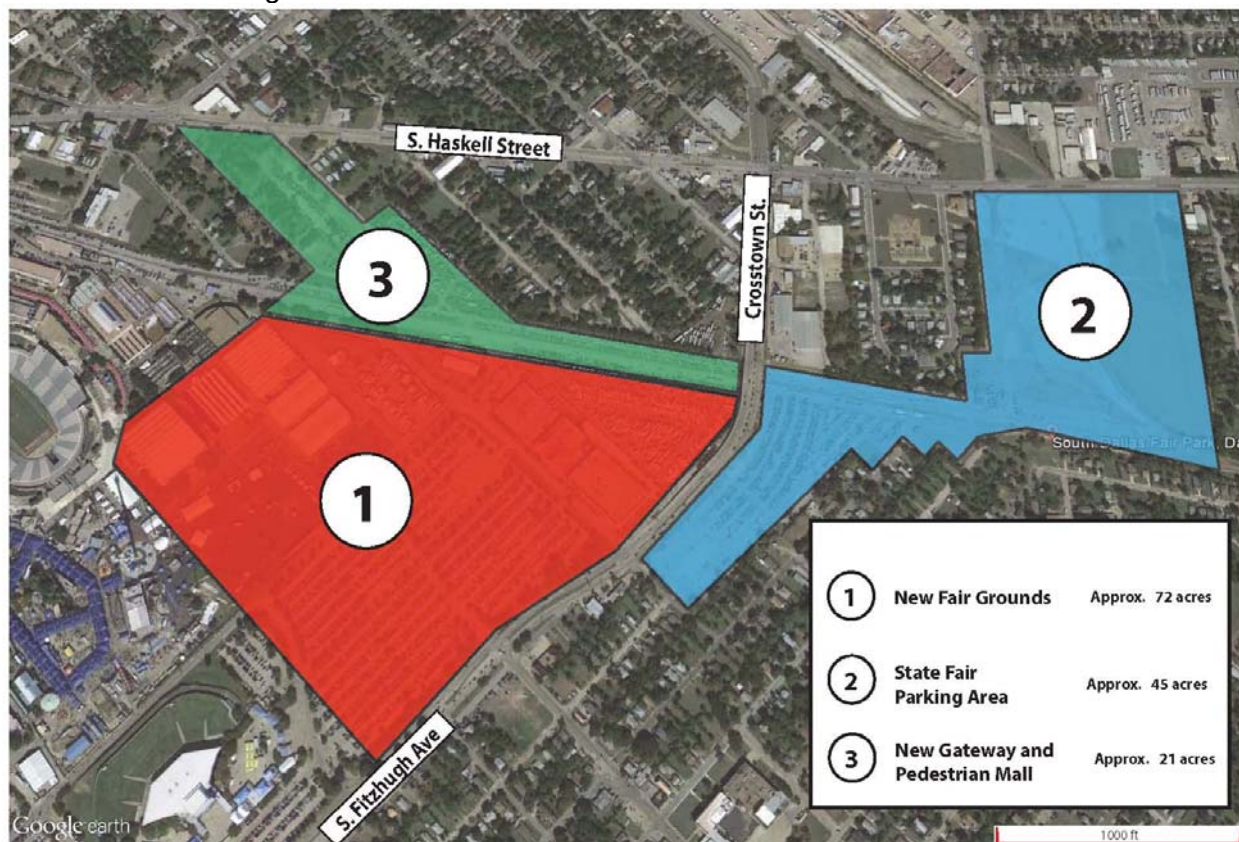 S. Haskell Street
Crosstown St.
3
2
1
South Dallas Fair Park, Da
S. Fitzhugh Ave
1 New Fair Grounds Approx. 72 acres
2 State Fair
Parking Area Approx. 45 acres
3 New Gateway and
Pedestrian Mall Approx. 21 acres
Google earth
1000 ft